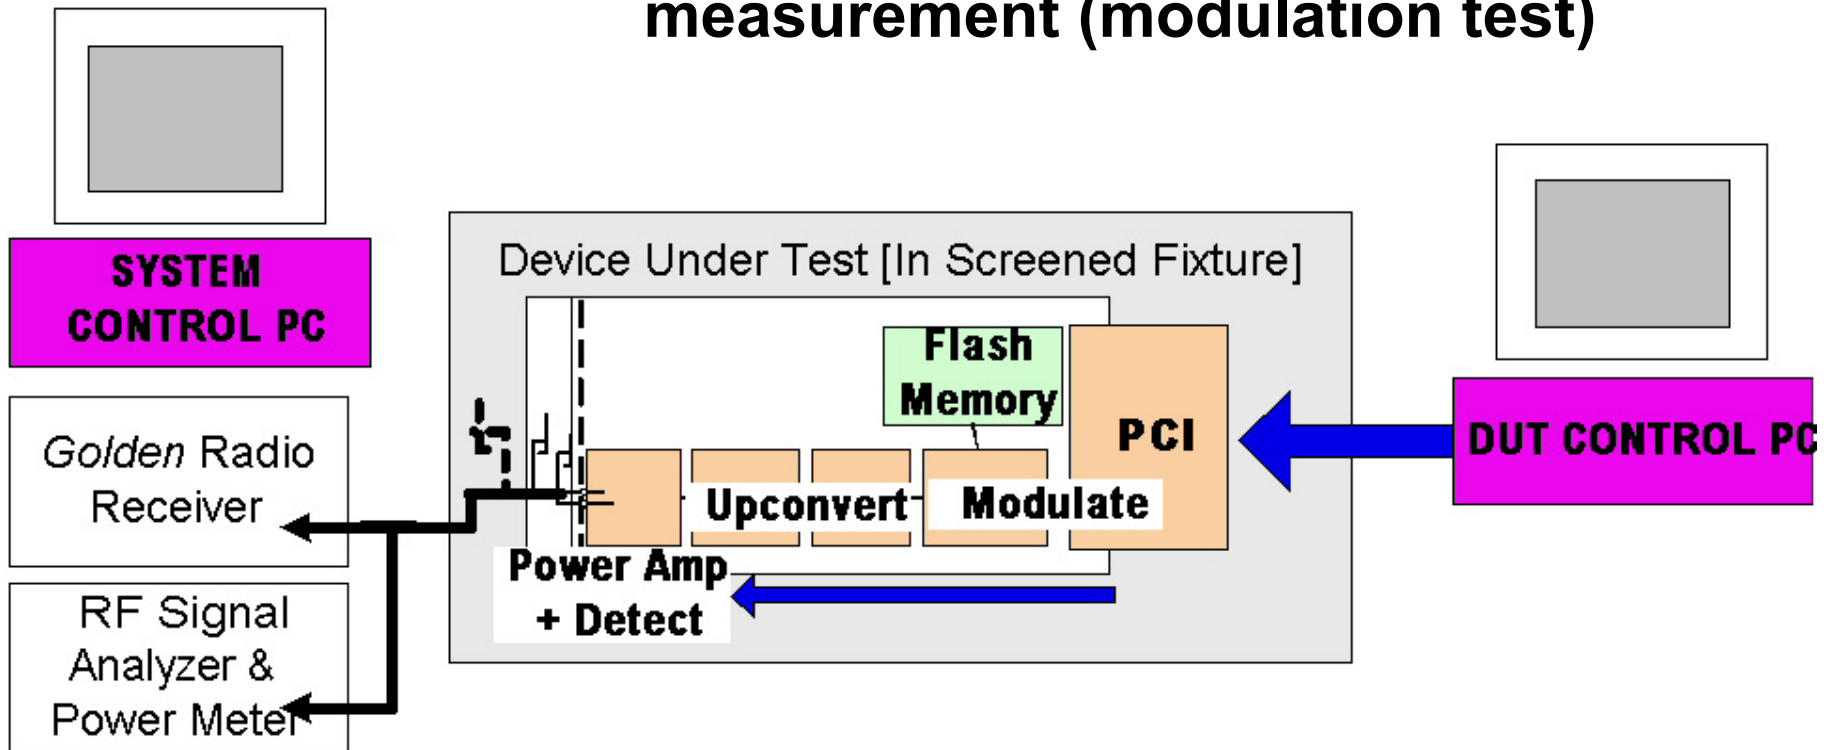 measurement (modulation test)
SYSTEM
CONTROL PC
Golden Radio
Receiver
RF Signal
Analyzer &
Power Meter
Device Under Test [In Screened Fixture]
Flash
Memory
PCI
Upconvert
Modulate
Power Amp
+ Detect
DUT CONTROL PC